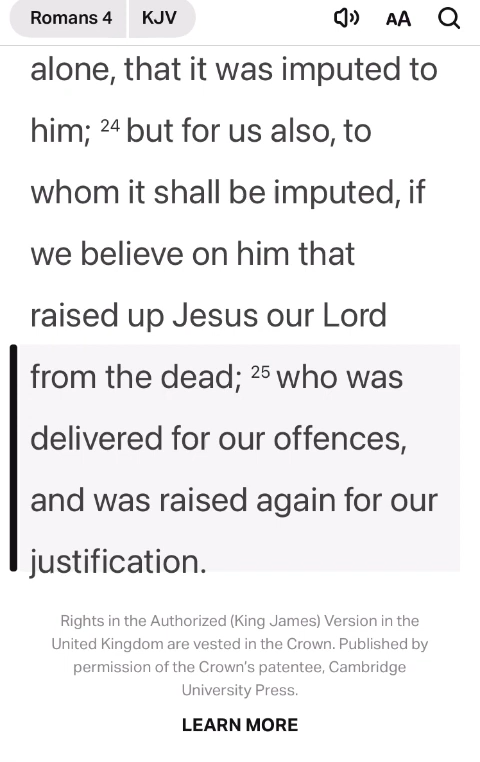 Romans 4 KJV AA
alone, that it was imputed to
him; 24 but for us also, to
whom it shall be imputed, if
we believe on him that
raised up Jesus our Lord
from the dead; 25 who was
delivered for our offences,
and was raised again for our
justification.
Rights in the Authorized (King James) Version in the
United Kingdom are vested in the Crown. Published by
permission of the Crown's patentee, Cambridge
University Press.
LEARN MORE